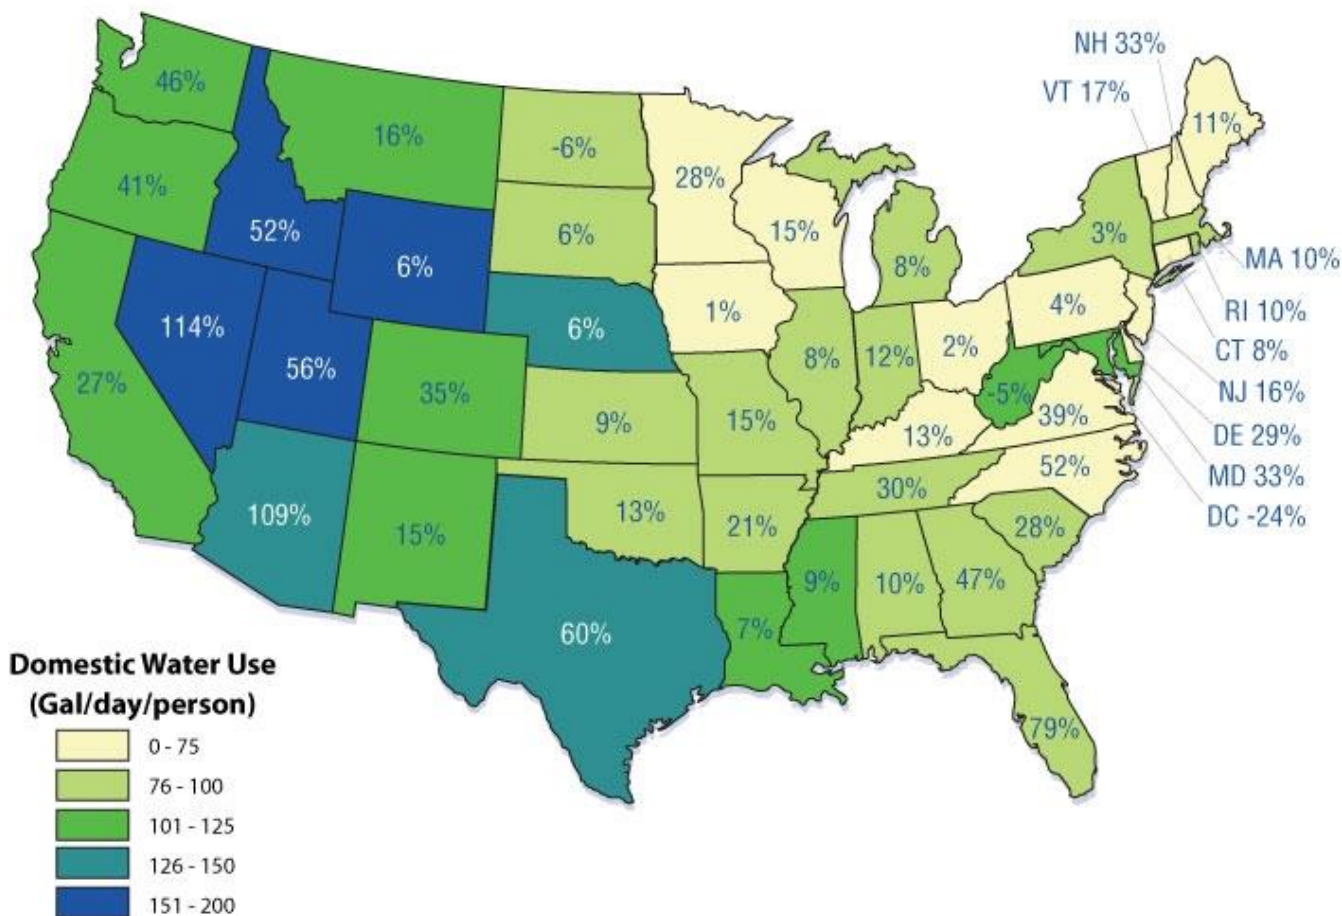 NH 33%
VT 17%
46%
16%
-6%
28%
11%
41%
52%
6%
6%
15%
8%
3%
MA 10%
114%
6%
1%
4%
RI 10%
27%
56%
35%
8%
12%
2%
CT 8%
-5%
NJ 16%
9%
15%
13%
39%
DE 29%
52%
MD 33%
109%
15%
13%
21%
30%
28%
DC -24%
60%
7%
9%
10%
47%
79%
Domestic Water Use
(Gal/day/person)
0 - 75
76 - 100
101 - 125
126 - 150
151 - 200
6%